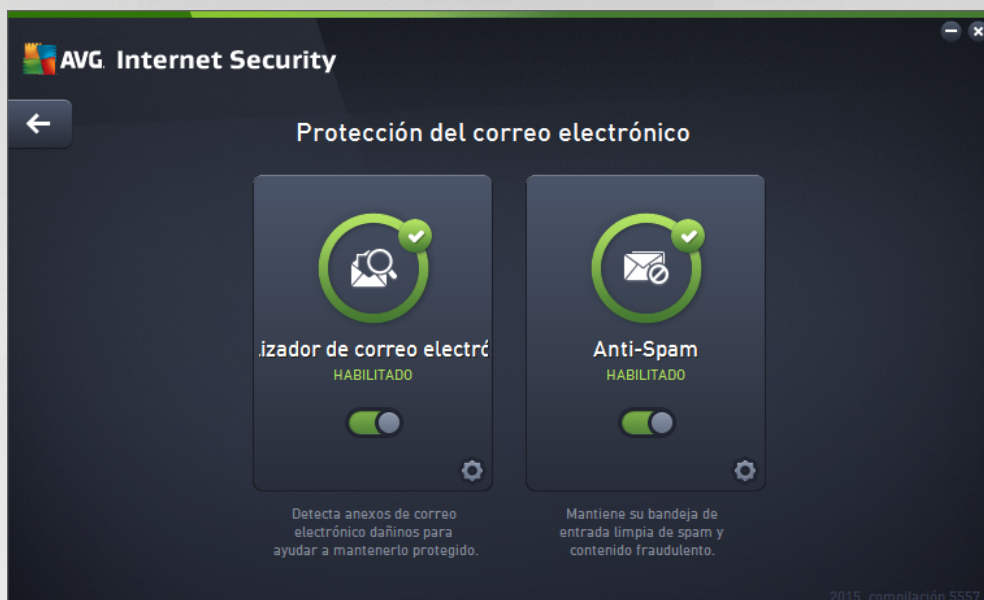 AVG. Internet Security
Protección del correo electrónico
izador de correo electró
HABILITADO
Detecta anexos de correo
electrónico dañinos para
ayudar a mantenerlo protegido.
Anti-Spam
HABILITADO
Mantiene su bandeja de
entrada limpia de spam y
contenido fraudulento.
2015, compilación 5557